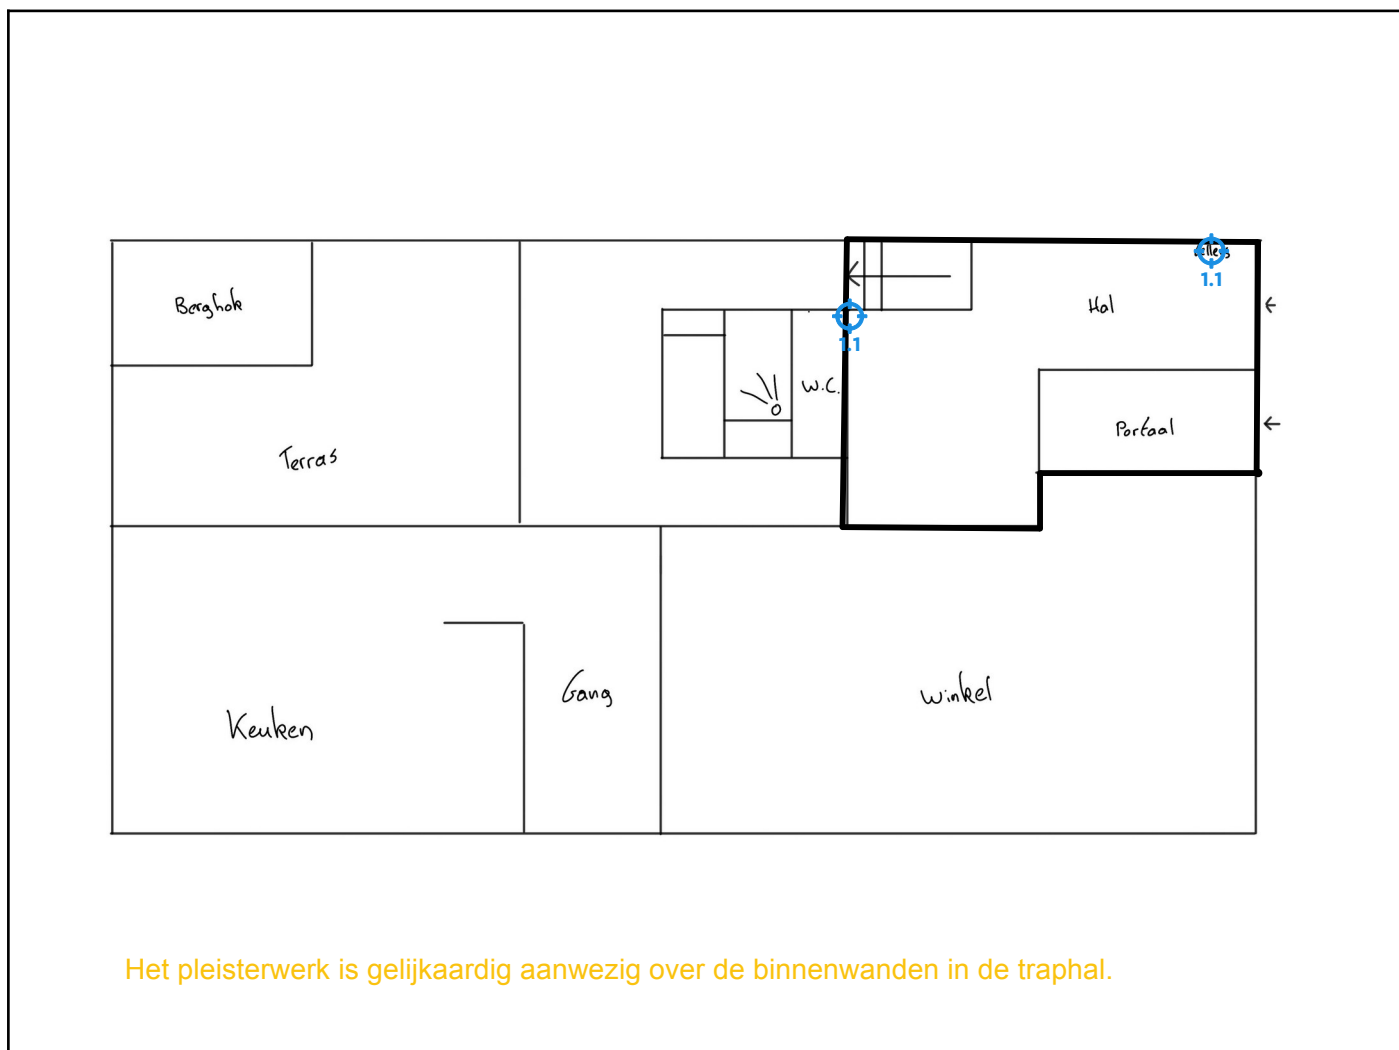 Berghok
Hal
1.1
1.1
W.C.
Portaal
Terras
Gang
Winkel
Keuken
Het pleisterwerk is gelijkaardig aanwezig over de binnenwanden in de traphal.